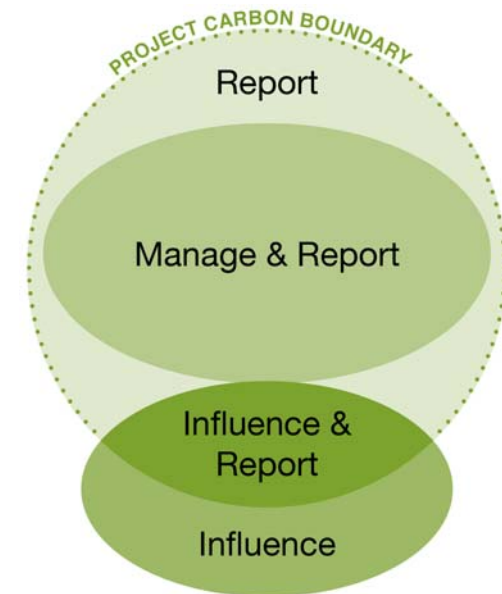 PROJECT CARBON BOUNDARY
Report
Manage & Report
Influence &
Report
Influence